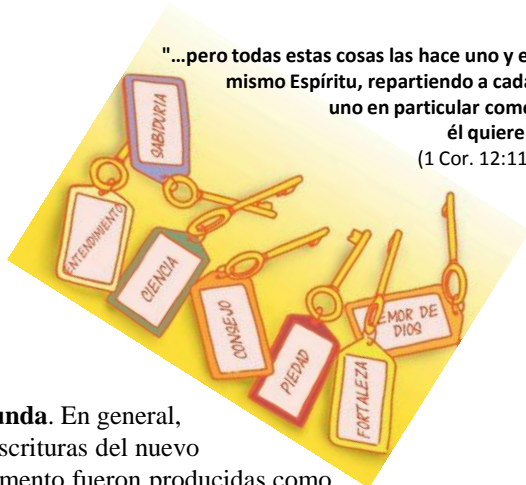 "…pero todas estas cosas las hace uno y e
mismo Espíritu, repartiendo a cada
uno en particular como
él quiere
(1 Cor. 12:11
SABIDURIA
ENTENDIMIENTO
CIENCIA
CONSEJO
PIEDAD
FORTALEZA
EMOR DE
DIOS
unda. En general,
scrituras del nuevo
mento fueron producidas como